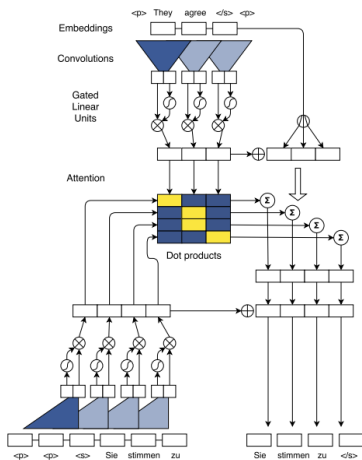 <p> They agree </s> <p>
Embeddings
Convolutions
Gated
Linear
Units
Attention
Σ
Σ
Σ
Σ
Dot products
<p> <p> <s> Sie stimmen zu
Sie stimmen zu </s>